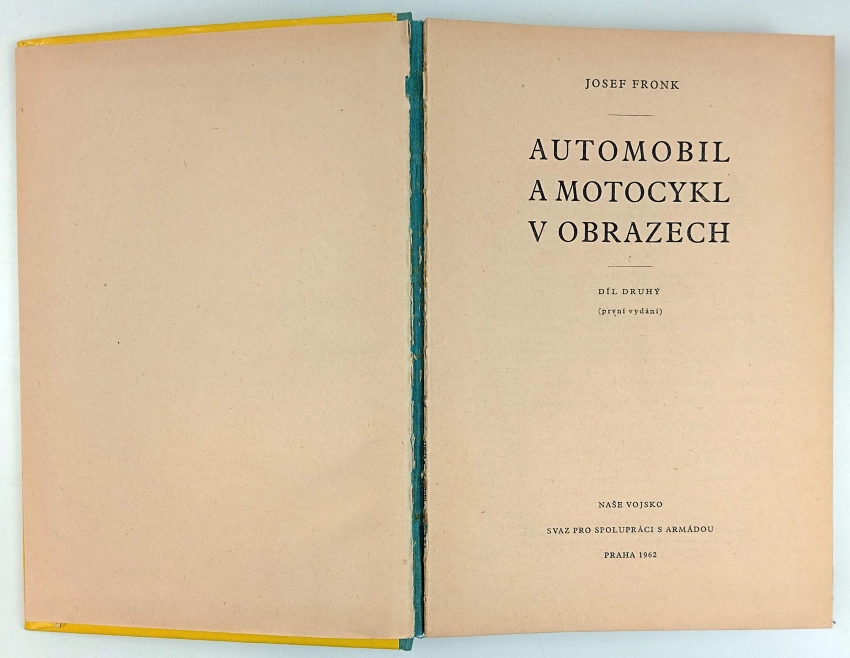 JOSEF FRONK
AUTOMOBIL
A MOTOCYKL
V OBRAZECH
DÍL DRUHÝ
(první vydání)
NAŠE VOJSKO
SVAZ PRO SPOLUPRÁCI S ARMÁDOU
PRAHA 1962